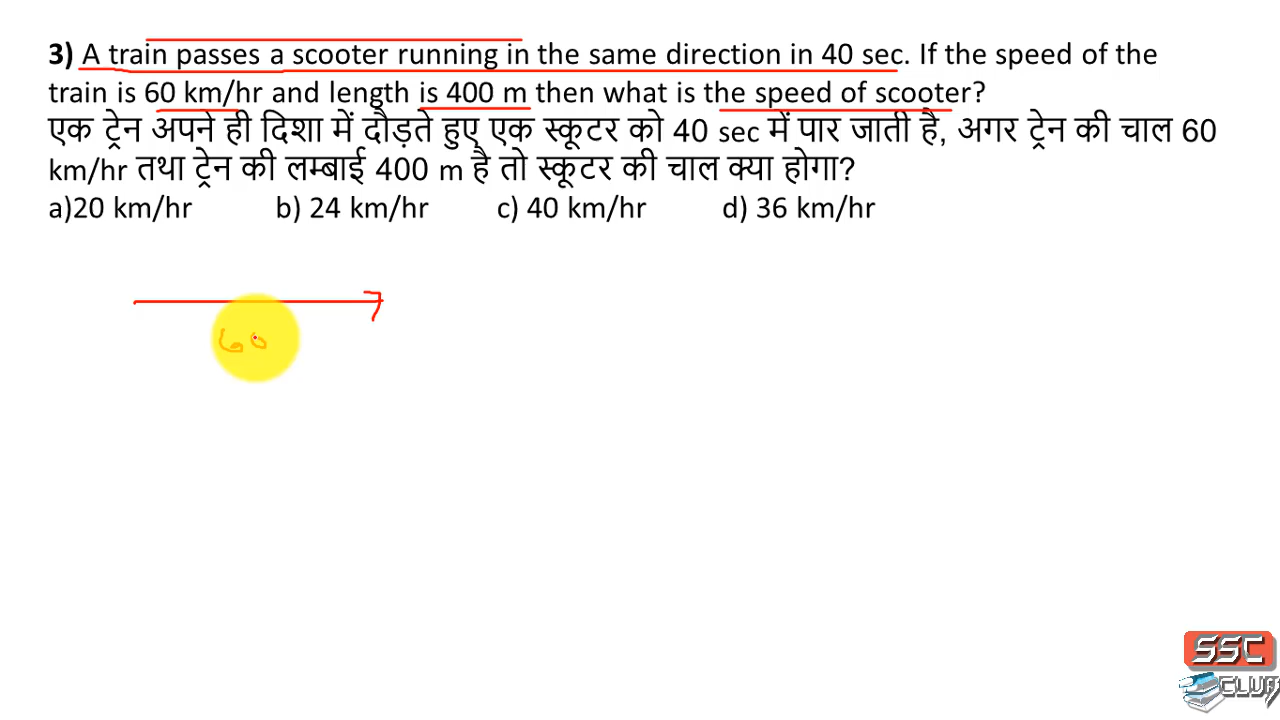 3) A train passes a scooter running in the same direction in 40 sec. If the speed of the
train is 60 km/hr and length is 400 m then what is the speed of scooter?
एक ट्रेन अपने ही दिशा में दौड़ते हुए एक स्कूटर को 40 sec में पार जाती है, अगर ट्रेन की चाल 60
km/hr तथा ट्रेन की लम्बाई 400 m है तो स्कूटर की चाल क्या होगा?
a)20 km/hr b) 24 km/hr c) 40 km/hr d) 36 km/hr
60
SSC
CLUB